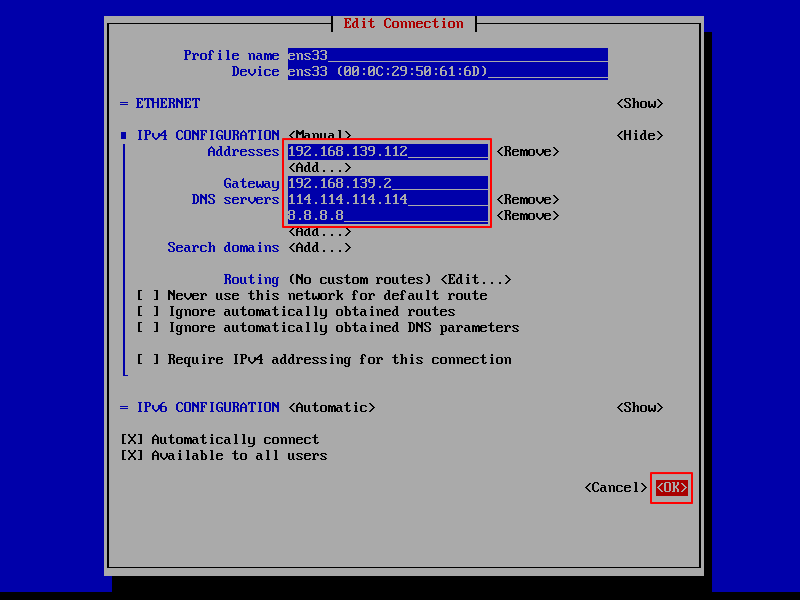 Edit Connection
Profile name ens33
Device ens33 (00:0C:29:50:61:6D)
= ETHERNET <Show>
IPv4 CONFIGURATION <Manual> <Hide>
Addresses 192.168.139.112 <Remove>
<Add...>
Gateway 192.168.139.2
DNS servers 114.114.114.114 <Remove>
8.8.8.8 <Remove>
<Add...>
Search domains <Add...>
Routing (No custom routes) <Edit...>
[ ] Never use this network for default route
[ ] Ignore automatically obtained routes
[ ] Ignore automatically obtained DNS parameters
[ ] Require IPv4 addressing for this connection
= IPv6 CONFIGURATION <Automatic> <Show>
[X] Automatically connect
[X] Available to all users
<Cancel> <OK>